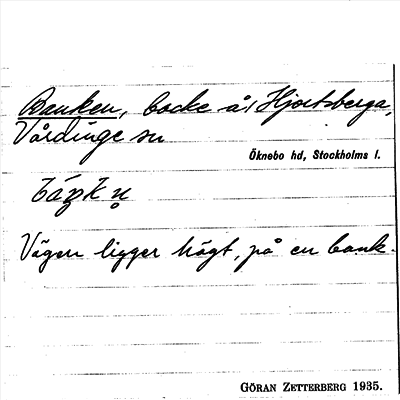 Banken, backe å Hjortsberga,
Vårdinge sn
Öknebo hd, Stockholms l.
Vägen ligger högt, på en bank.
GÖRAN ZETTERBERG 1935.